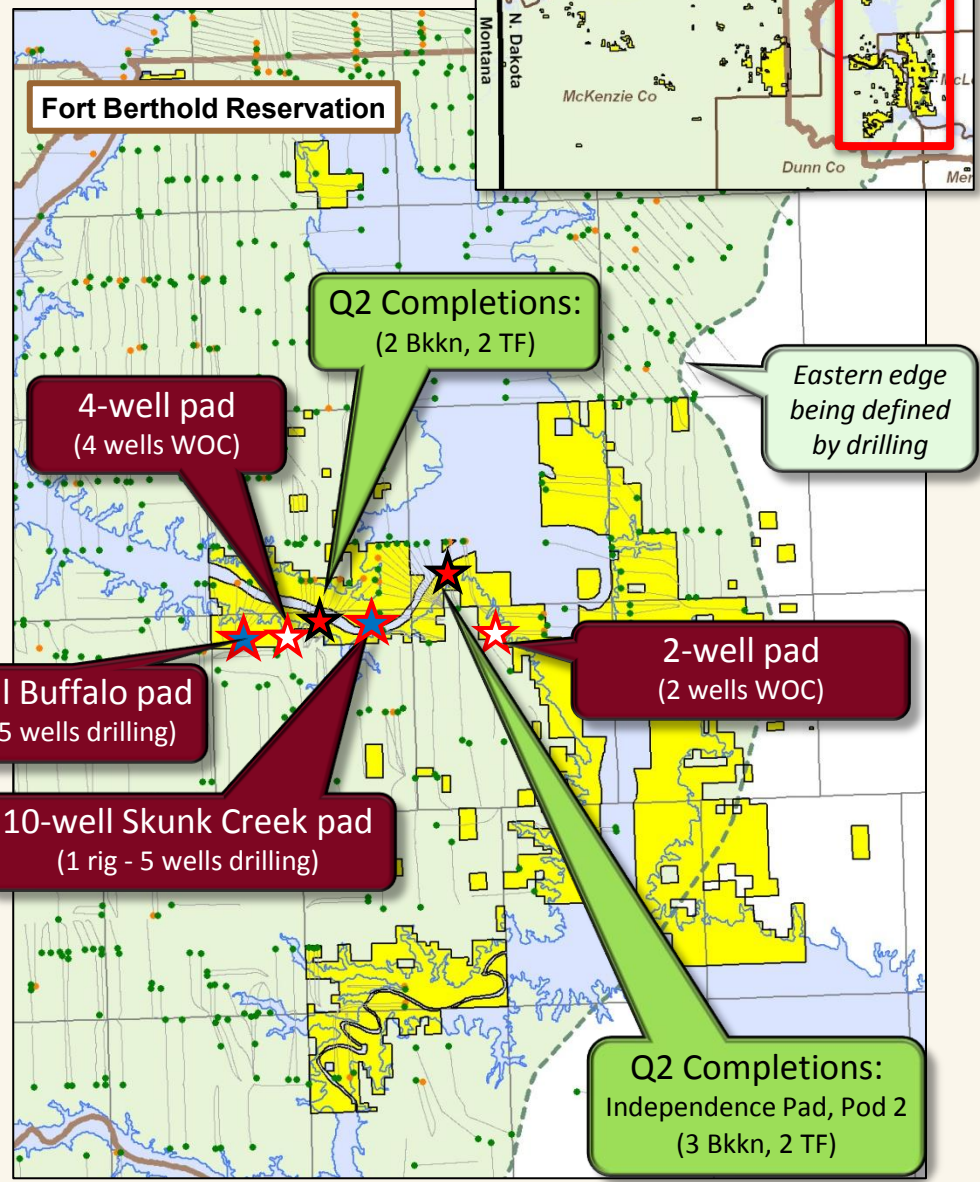 Montana
N. Dakota
McKenzie Co
Dunn Co
Fort Berthold Reservation
Q2 Completions:
(2 Bkkn, 2 TF)
4-well pad
(4 wells WOC)
Eastern edge
being defined
by drilling
2-well pad
(2 wells WOC)
Buffalo pad
5 wells drilling)
10-well Skunk Creek pad
(1 rig - 5 wells drilling)
Q2 Completions:
Independence Pad, Pod 2
(3 Bkkn, 2 TF)